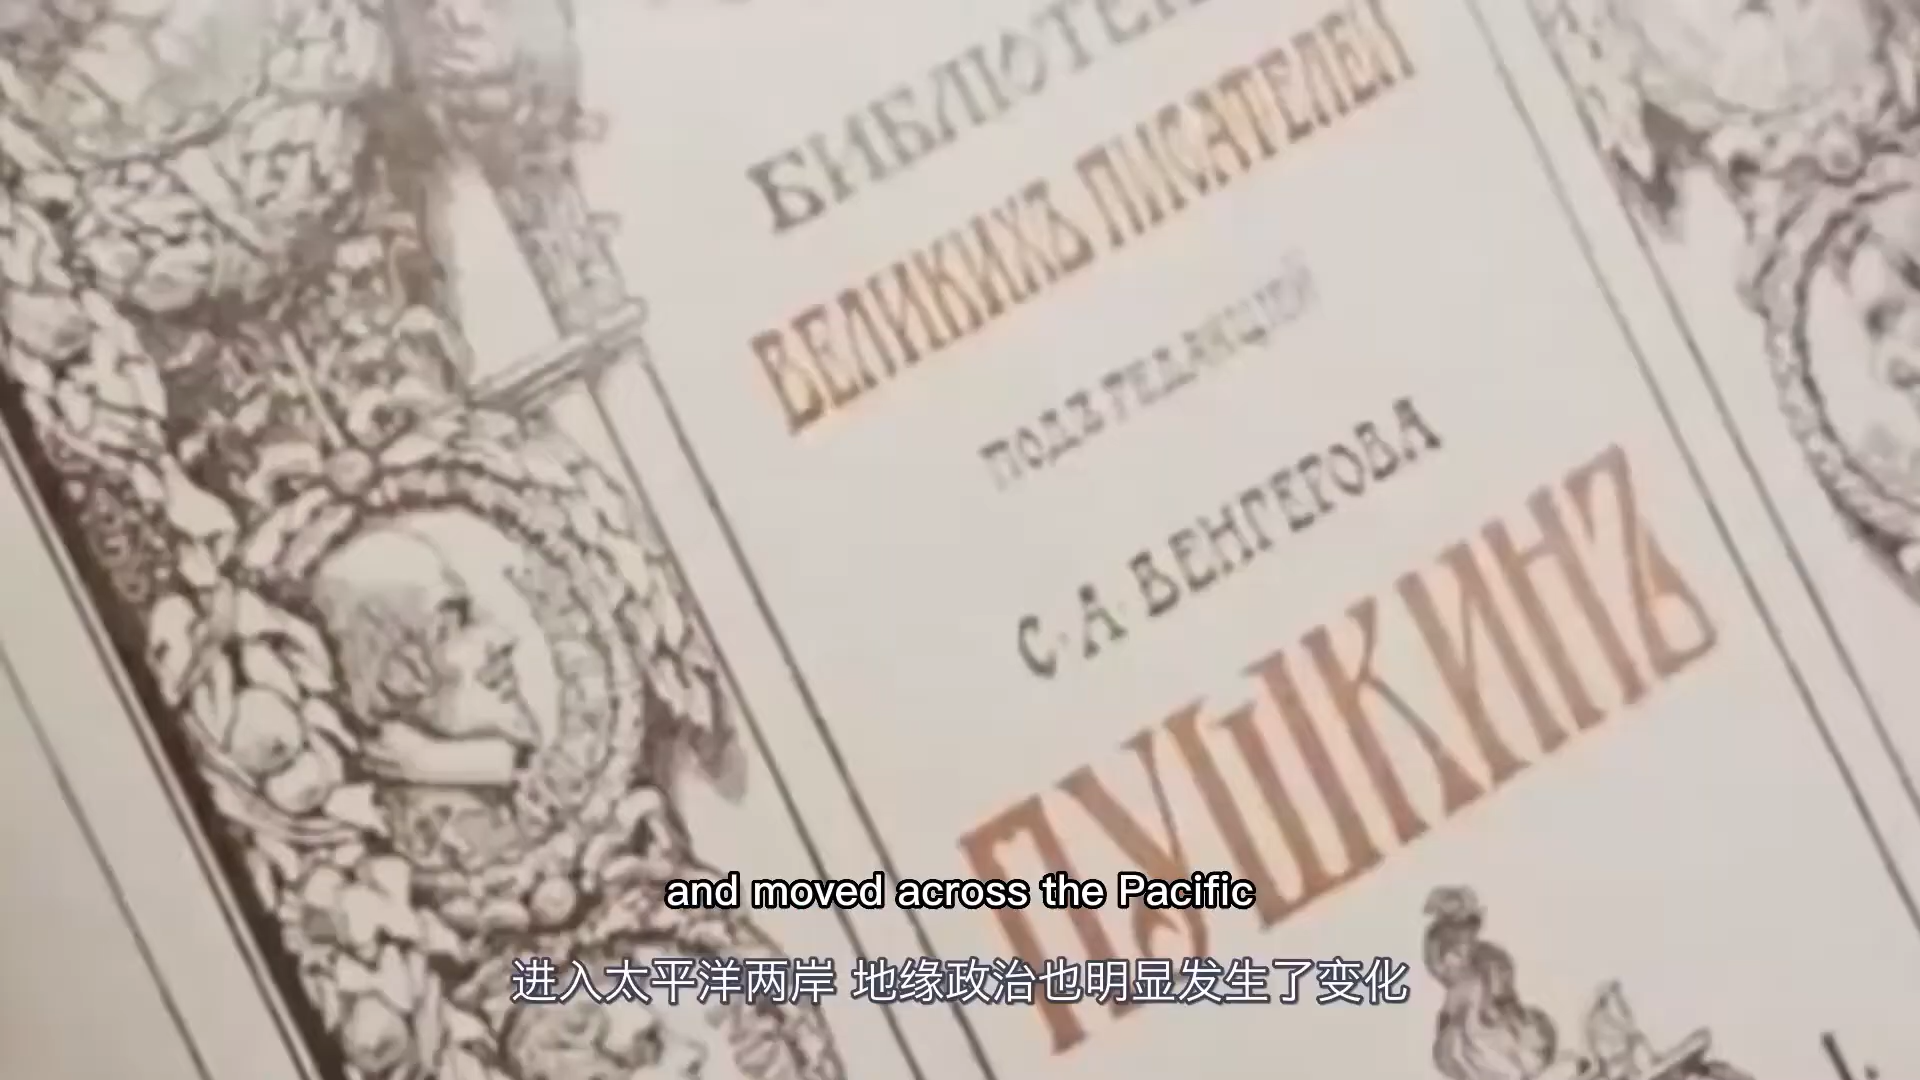 БИБЛІОТЕК
ВЕЛИКИХЪ ПИСАТЕЛЕЙ
ПОДЪ РЕДАКЦІЕЙ
С. А. ВЕНГЕРОВА
ПУШКИНЪ
and moved across the Pacific
进入太平洋两岸 地缘政治也明显发生了变化